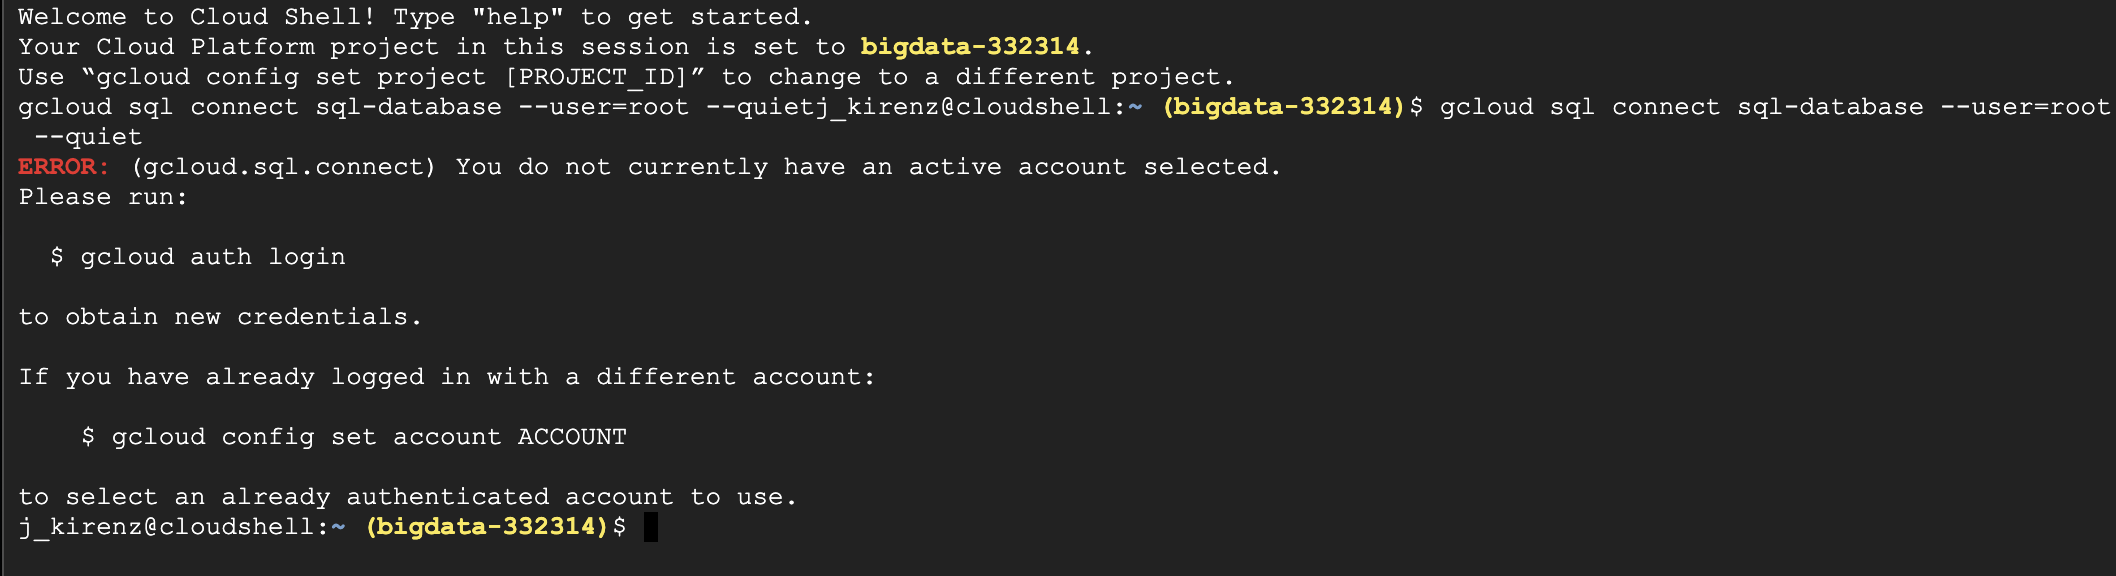 Welcome to Cloud Shell! Type "help" to get started.
Your Cloud Platform project in this session is set to bigdata-332314.
Use “gcloud config set project [PROJECT_ID]” to change to a different project.
gcloud sql connect sql-database --user=root --quietj_kirenz@cloudshell:~ (bigdata-332314)$ gcloud sql connect sql-database --user=root
 --quiet
ERROR: (gcloud.sql.connect) You do not currently have an active account selected.
Please run:

  $ gcloud auth login

to obtain new credentials.

If you have already logged in with a different account:

    $ gcloud config set account ACCOUNT

to select an already authenticated account to use.
j_kirenz@cloudshell:~ (bigdata-332314)$